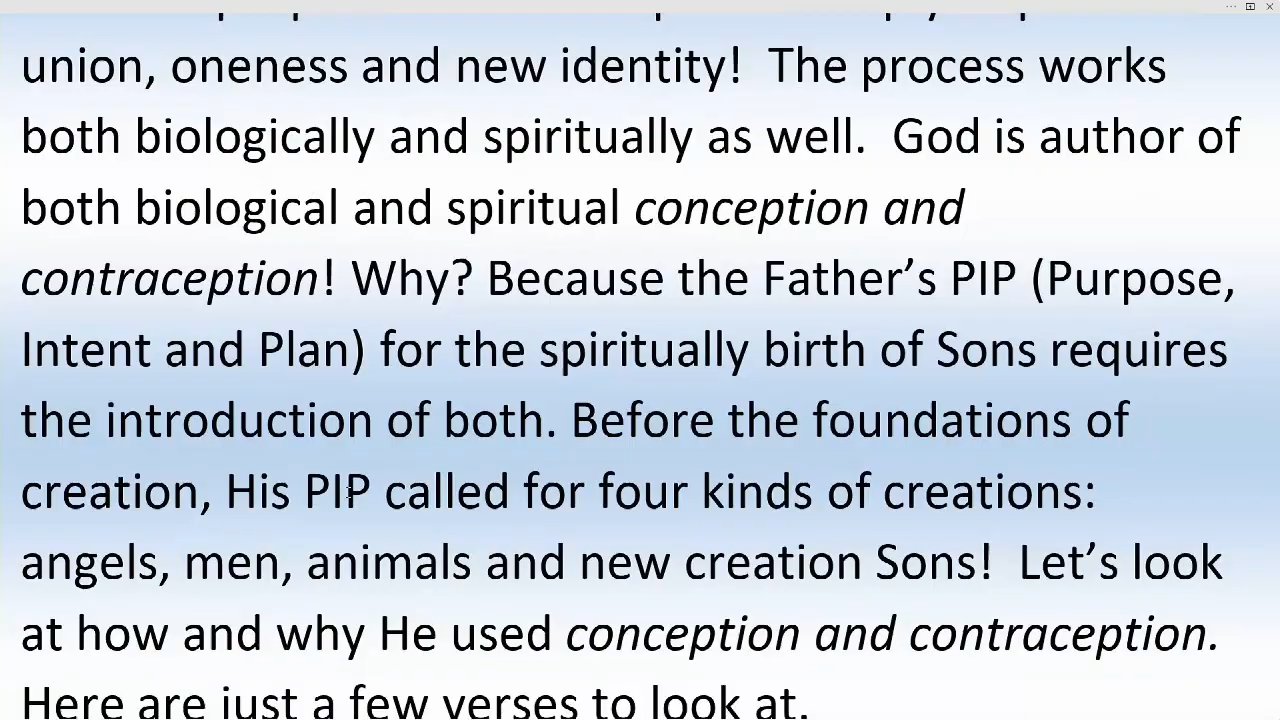 union, oneness and new identity!  The process works
both biologically and spiritually as well.  God is author of
both biological and spiritual conception and
contraception! Why? Because the Father’s PIP (Purpose,
Intent and Plan) for the spiritually birth of Sons requires
the introduction of both. Before the foundations of
creation, His PIP called for four kinds of creations:
angels, men, animals and new creation Sons!  Let’s look
at how and why He used conception and contraception.
Here are just a few verses to look at.